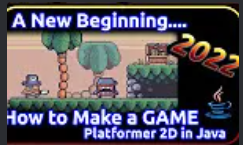 A New Beginning....
2022
How to Make a GAME
Platformer 2D in Java